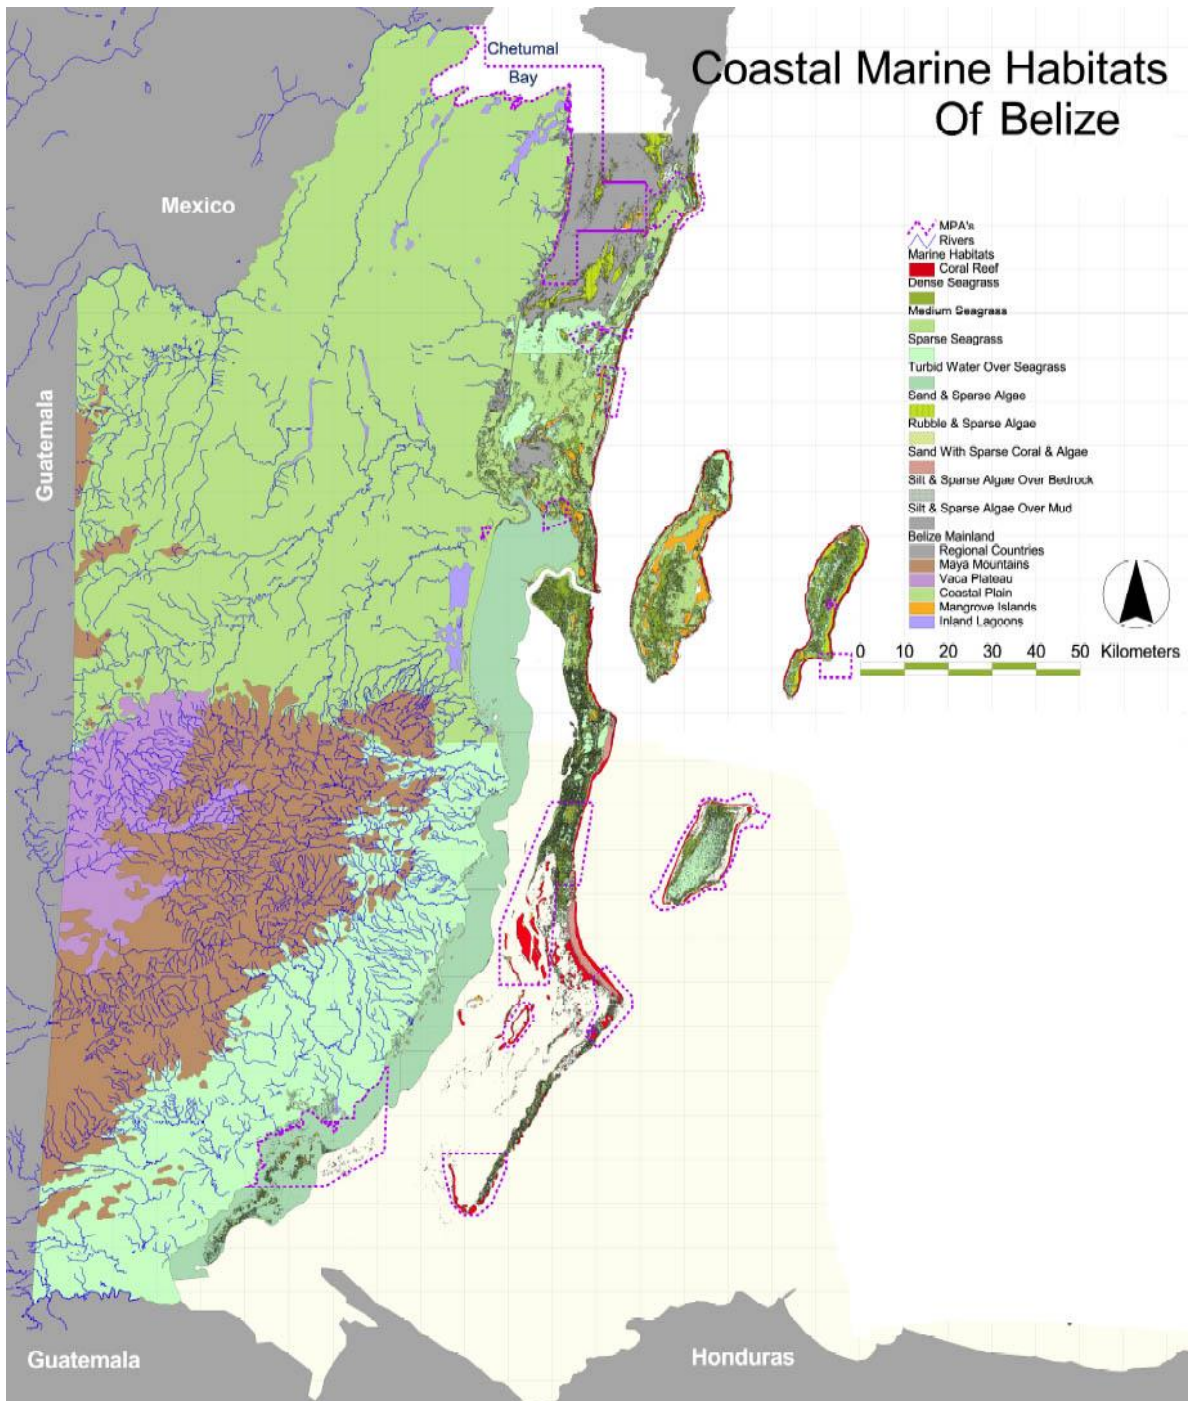 Coastal Marine Habitats
Of Belize
Chetumal
Bay
Mexico
Guatemala
MPA's
Rivers
Marine Habitats
Coral Reef
Dense Seagrass
Medium Seagrass
Sparse Seagrass
Turbid Water Over Seagrass
Sand & Sparse Algae
Rubble & Sparse Algae
Sand With Sparse Coral & Algae
Silt & Sparse Algae Over Bedrock
Silt & Sparse Algae Over Mud
Belize Mainland
Regional Countries
Maya Mountains
Vaca Plateau
Coastal Plain
Mangrove Islands
Inland Lagoons
0 10 20 30 40 50 Kilometers
Guatemala
Honduras